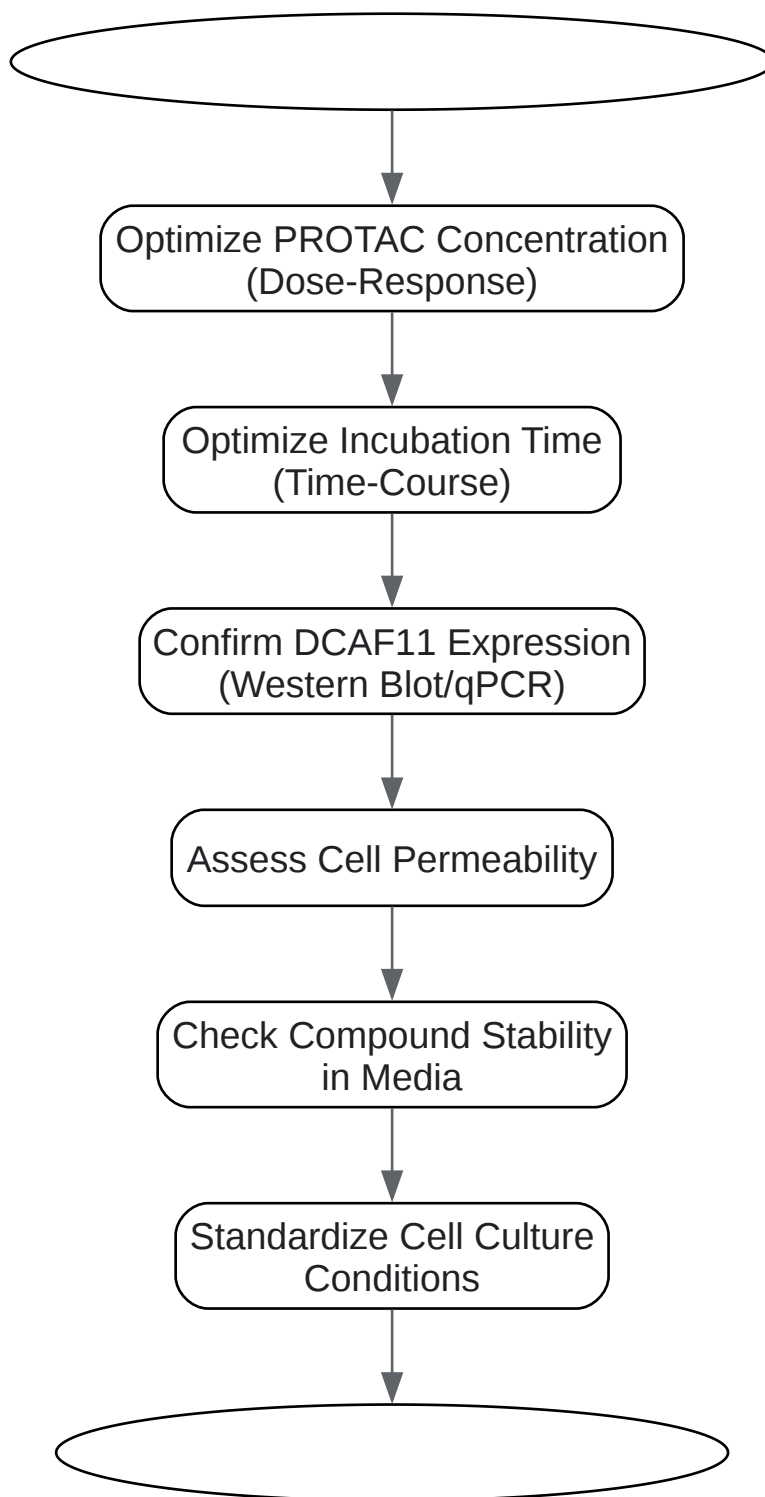 Optimize PROTAC Concentration
(Dose-Response)
Optimize Incubation Time
(Time-Course)
Confirm DCAF11 Expression
(Western Blot/qPCR)
Assess Cell Permeability
Check Compound Stability
in Media
Standardize Cell Culture
Conditions